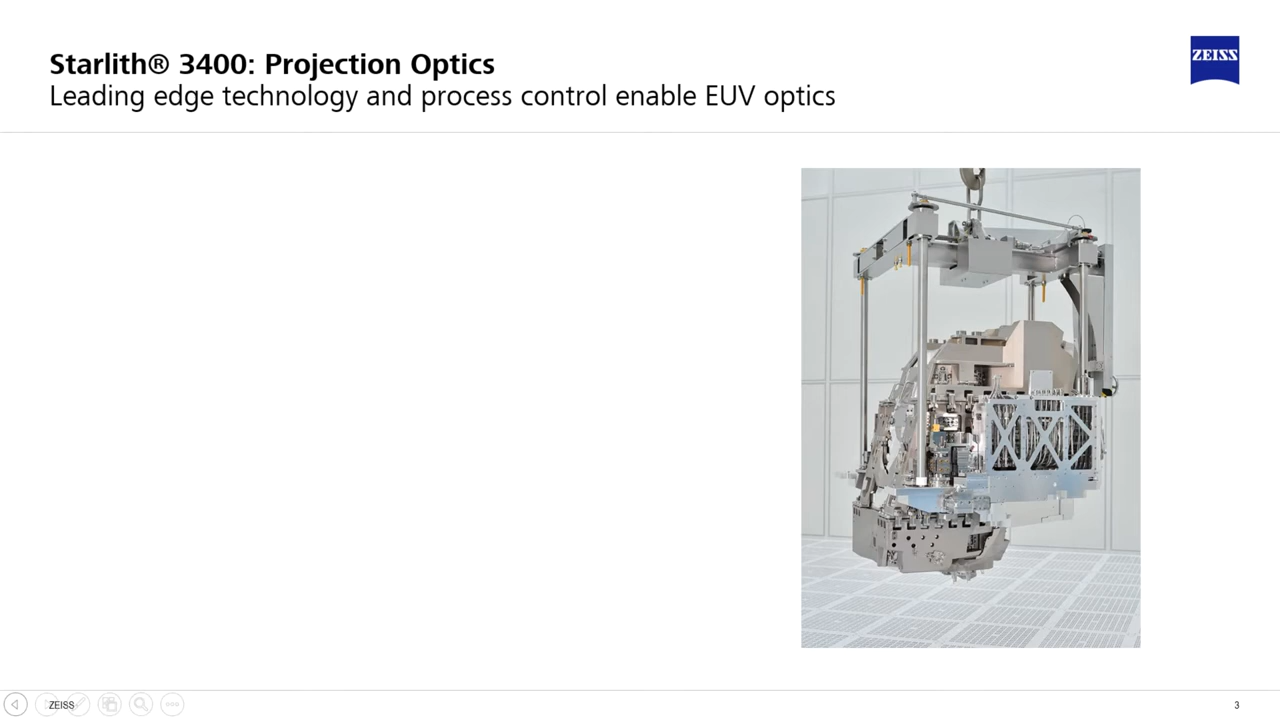 Starlith® 3400: Projection Optics
Leading edge technology and process control enable EUV optics
ZEISS
ZEISS
3